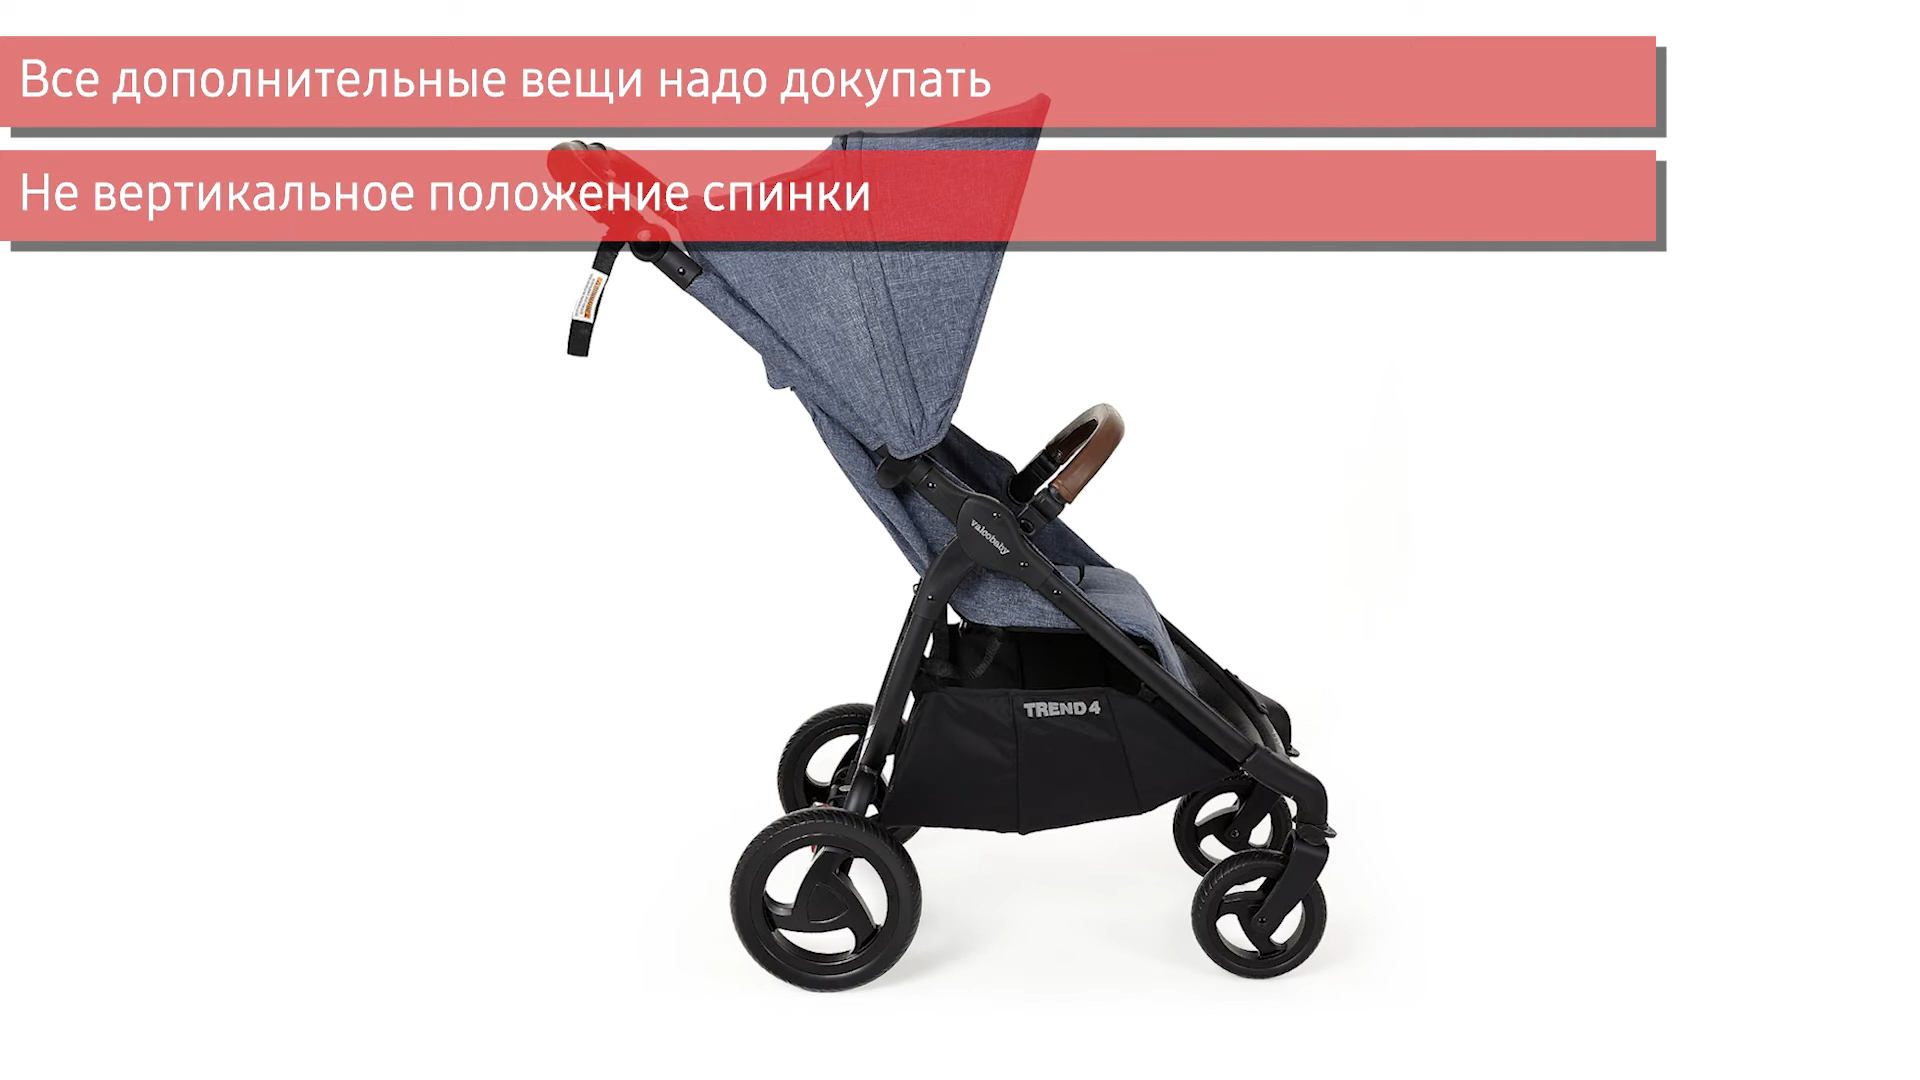 Все дополнительные вещи надо докупать
Не вертикальное положение спинки
valcobaby
TREND 4